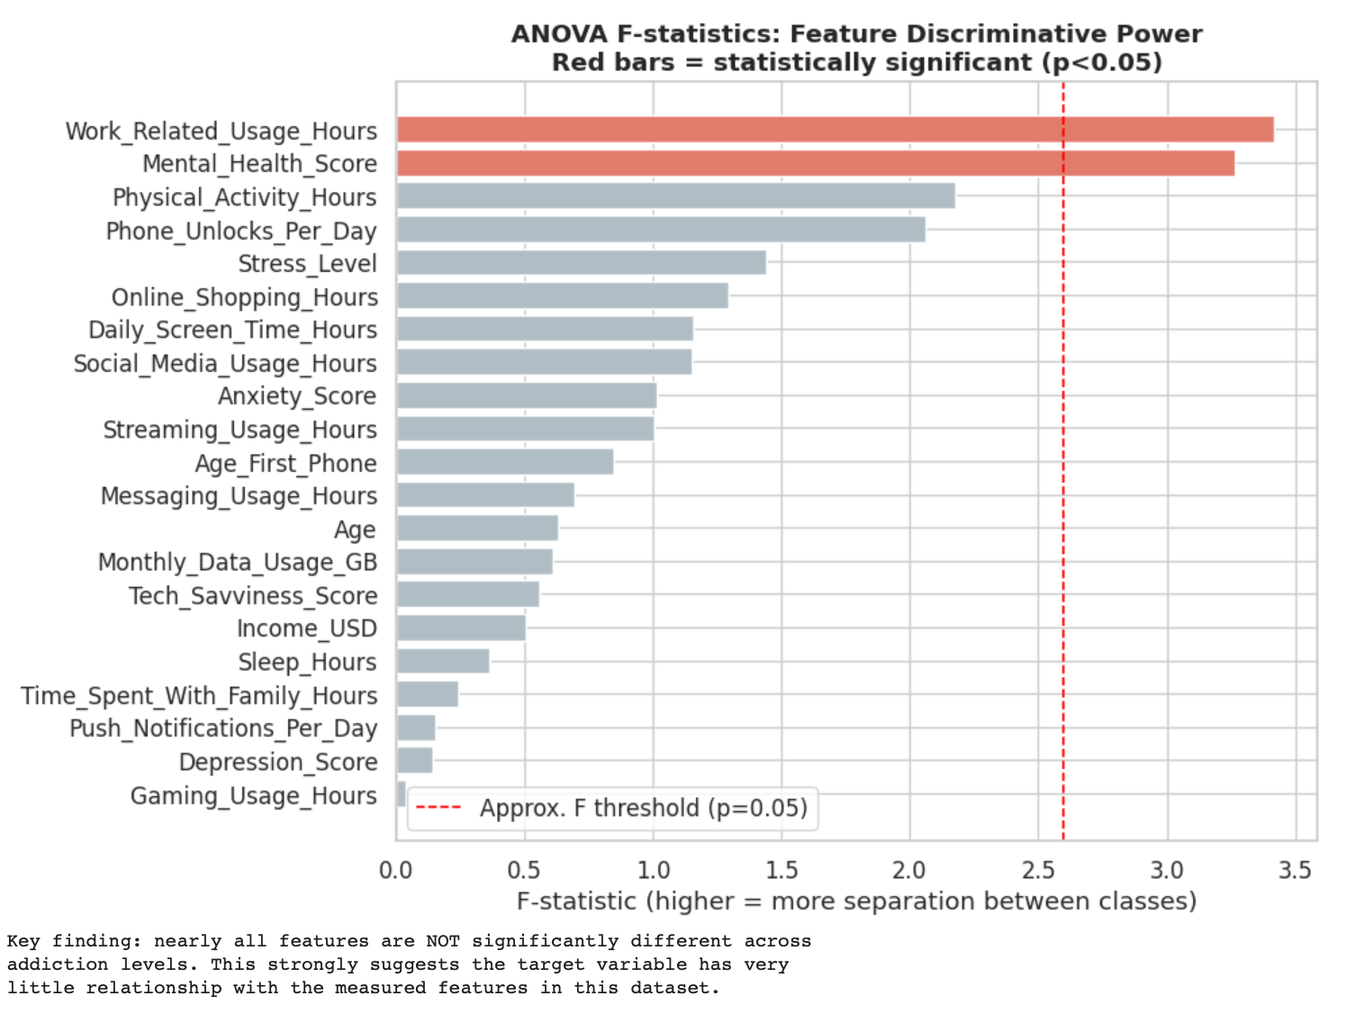 ANOVA F-statistics: Feature Discriminative Power
Red bars = statistically significant (p<0.05)
Work_Related_Usage_Hours
Mental_Health_Score
Physical_Activity_Hours
Phone_Unlocks_Per_Day
Stress_Level
Online_Shopping_Hours
Daily_Screen_Time_Hours
Social_Media_Usage_Hours
Anxiety_Score
Streaming_Usage_Hours
Age_First_Phone
Messaging_Usage_Hours
Age
Monthly_Data_Usage_GB
Tech_Savviness_Score
Income_USD
Sleep_Hours
Time_Spent_With_Family_Hours
Push_Notifications_Per_Day
Depression_Score
Gaming_Usage_Hours
Approx. F threshold (p=0.05)
0.0 0.5 1.0 1.5 2.0 2.5 3.0 3.5
F-statistic (higher = more separation between classes)
Key finding: nearly all features are NOT significantly different across
addiction levels. This strongly suggests the target variable has very
little relationship with the measured features in this dataset.